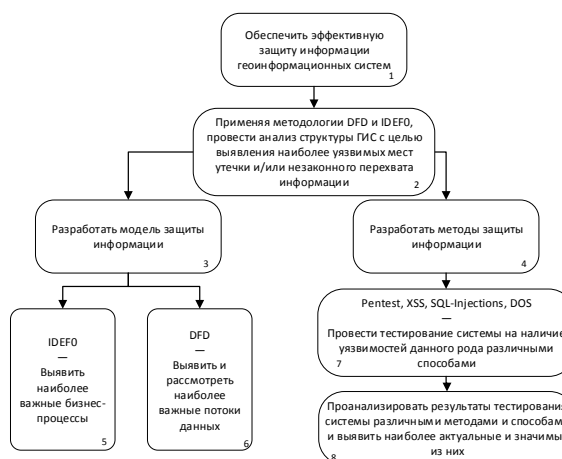 Обеспечить эффективную
защиту информации
геоинформационных систем
1
Применяя методологии DFD и IDEF0,
провести анализ структуры ГИС с целью
выявления наиболее уязвимых мест
утечки и/или незаконного перехвата
информации
2
Разработать модель защиты
информации
3
Разработать методы защиты
информации
4
IDEF0
—
Выявить
наиболее
важные бизнес-
процессы
5
DFD
—
Выявить и
рассмотреть
наиболее
важные потоки
данных
6
Pentest, XSS, SQL-Injections, DOS
—
Провести тестирование системы на наличие
уязвимостей данного рода различными
способами
7
Проанализировать результаты тестирования
системы различными методами и способами
и выявить наиболее актуальные и значимые
из них
8